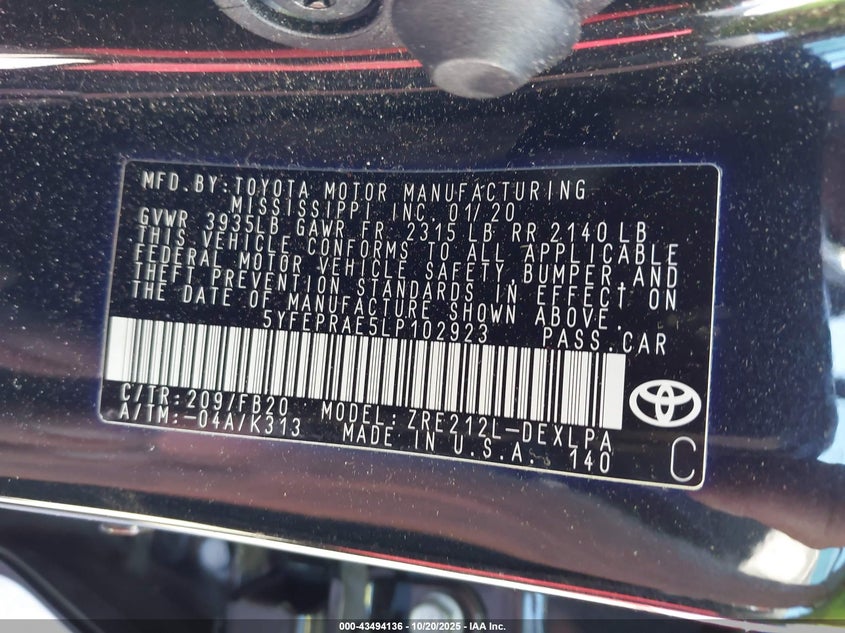 MFD. BY: TOYOTA MOTOR MANUFACTURING
MISSISSIPPI INC. 01/20
GVWR 3935LB GAWR FR 2315 LB RR 2140 LB
THIS VEHICLE CONFORMS TO ALL APPLICABLE
FEDERAL MOTOR VEHICLE SAFETY, BUMPER, AND
THEFT PREVENTION STANDARDS IN EFFECT ON
THE DATE OF MANUFACTURE SHOWN ABOVE.
5YFEPRAE5LP102923 PASS. CAR
C/TR: 209/FB20 MODEL: ZRE212L-DEXLPA
A/TM: -04A/K313 MADE IN U.S.A. 140
C
000-43494136 - 10/20/2025 - IAA Inc.